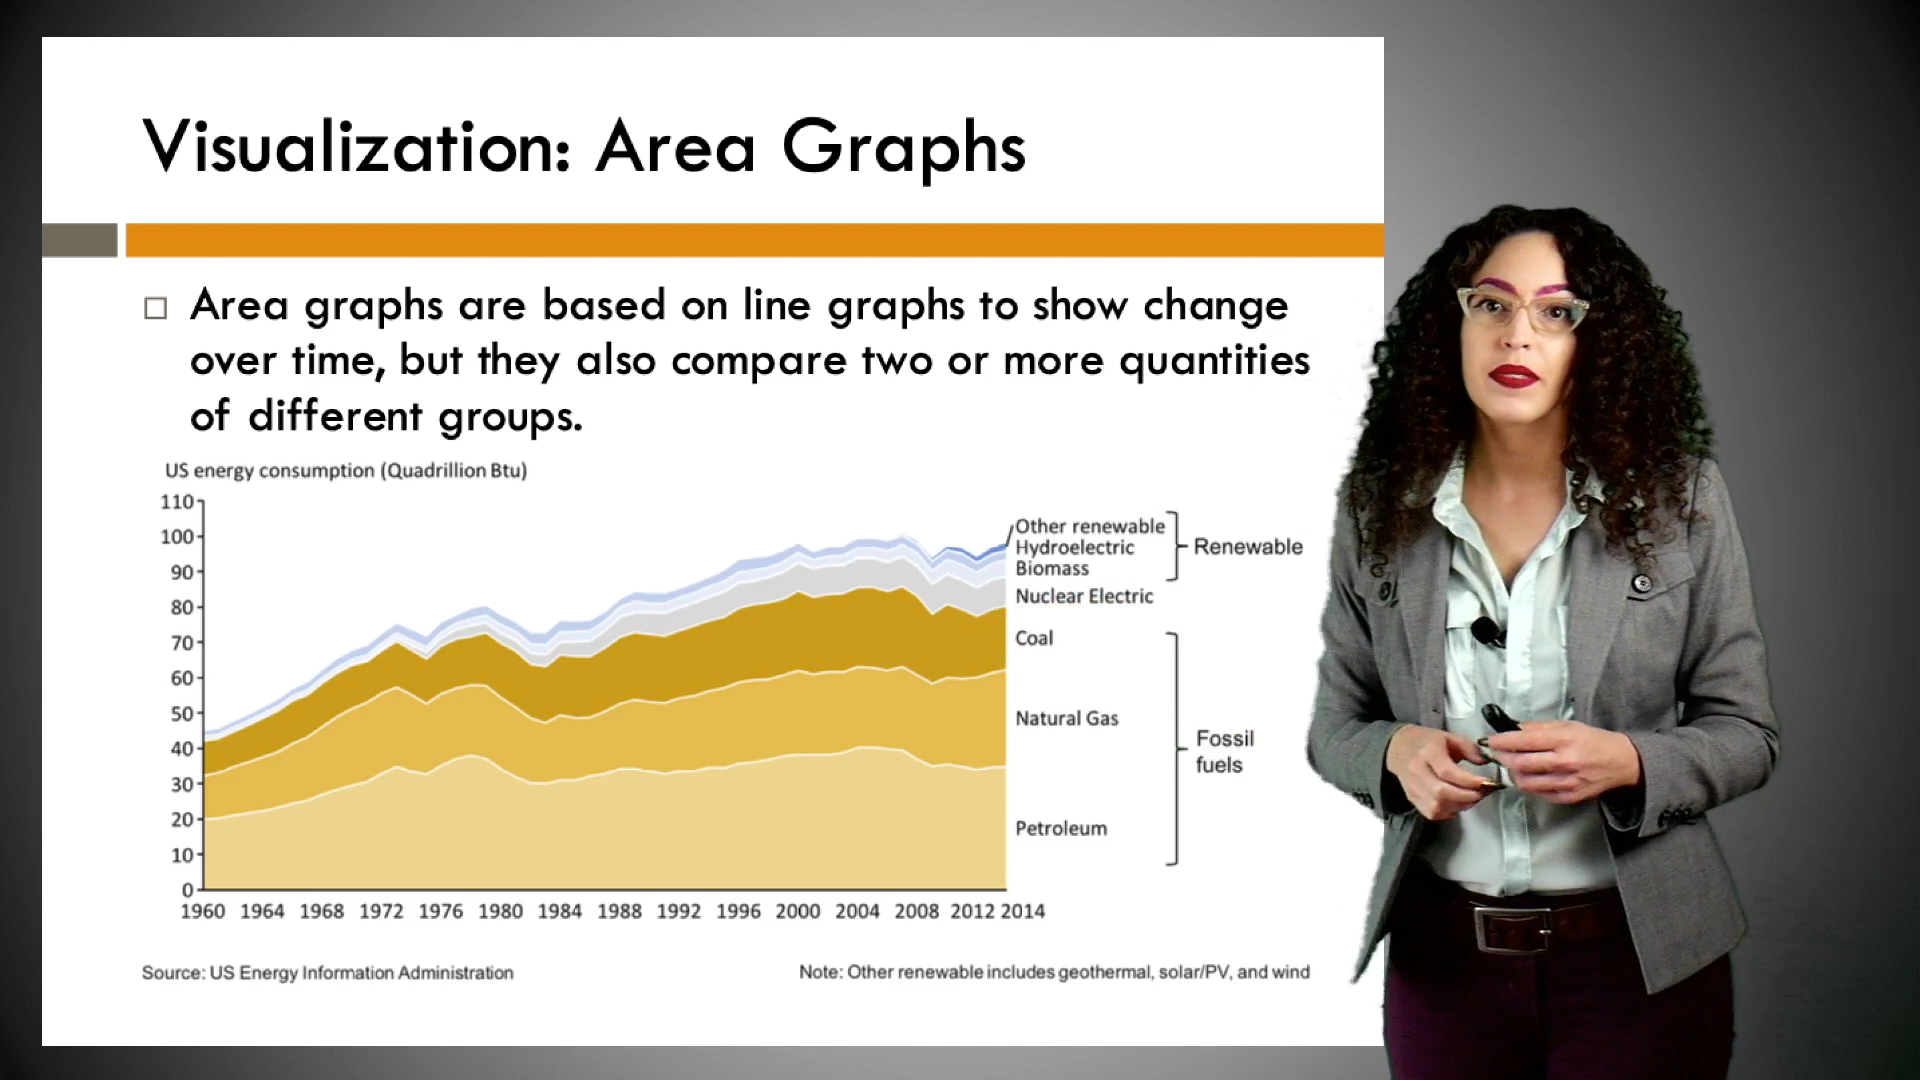 Visualization: Area Graphs
Area graphs are based on line graphs to show change
over time, but they also compare two or more quantities
of different groups.
US energy consumption (Quadrillion Btu)
110
100
90
80
70
60
50
40
30
20
10
0
1960 1964 1968 1972 1976 1980 1984 1988 1992 1996 2000 2004 2008 2012 2014
Other renewable
Hydroelectric
Biomass
Renewable
Nuclear Electric
Coal
Natural Gas
Petroleum
Fossil
fuels
Source: US Energy Information Administration
Note: Other renewable includes geothermal, solar/PV, and wind